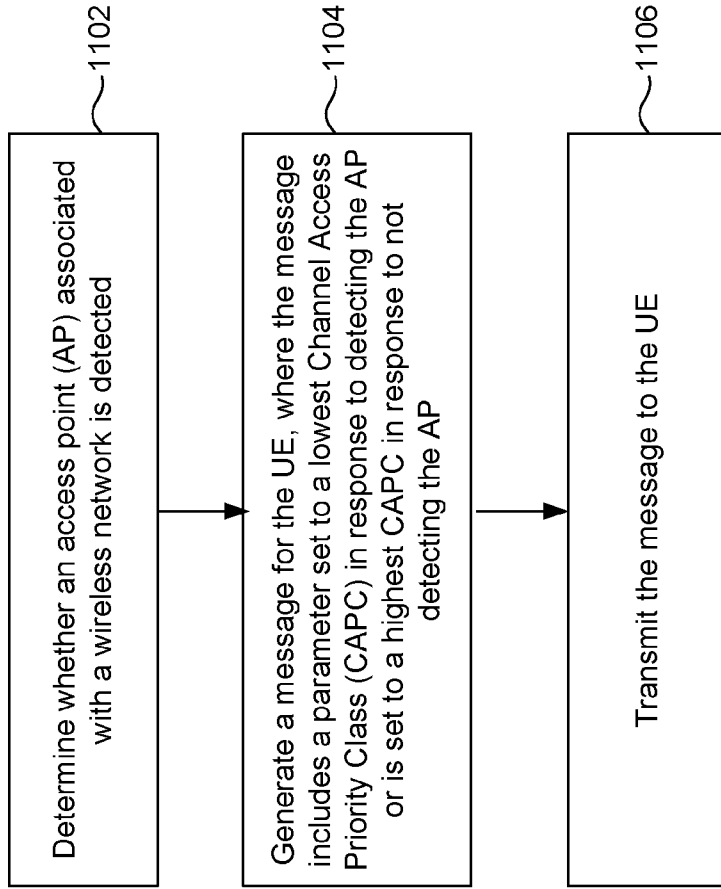 Determine whether an access point (AP) associated
with a wireless network is detected
1102
Generate a message for the UE, where the message
includes a parameter set to a lowest Channel Access
Priority Class (CAPC) in response to detecting the AP
or is set to a highest CAPC in response to not
detecting the AP
1104
Transmit the message to the UE
1106